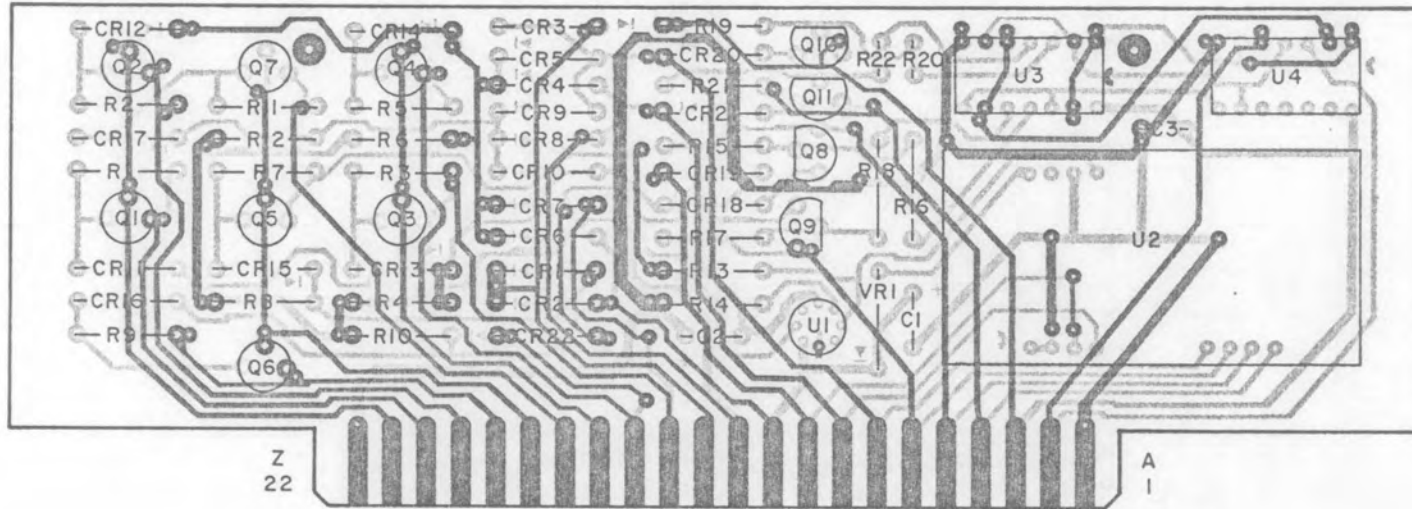 CR12 CR14 CR3 R19 Q10
Q2 Q7 Q4 CR5 CR20 R22 R20 U3 U4
CR4 R21
R2 R11 R5 CR9 CR2 Q11
CR17 R12 R6 CR8 R15 Q8 C3-
R1 R7 R3 CR10 CR19 R18
Q1 Q5 Q3 CR7 CR18 R16
CR6 R17 Q9 U2
CR11 CR15 CR13 CR1 R13
CR16 R8 R4 CR2 R14 VR1 C1
R9 R10 CR22 C2 U1
Q6
Z A
22 1